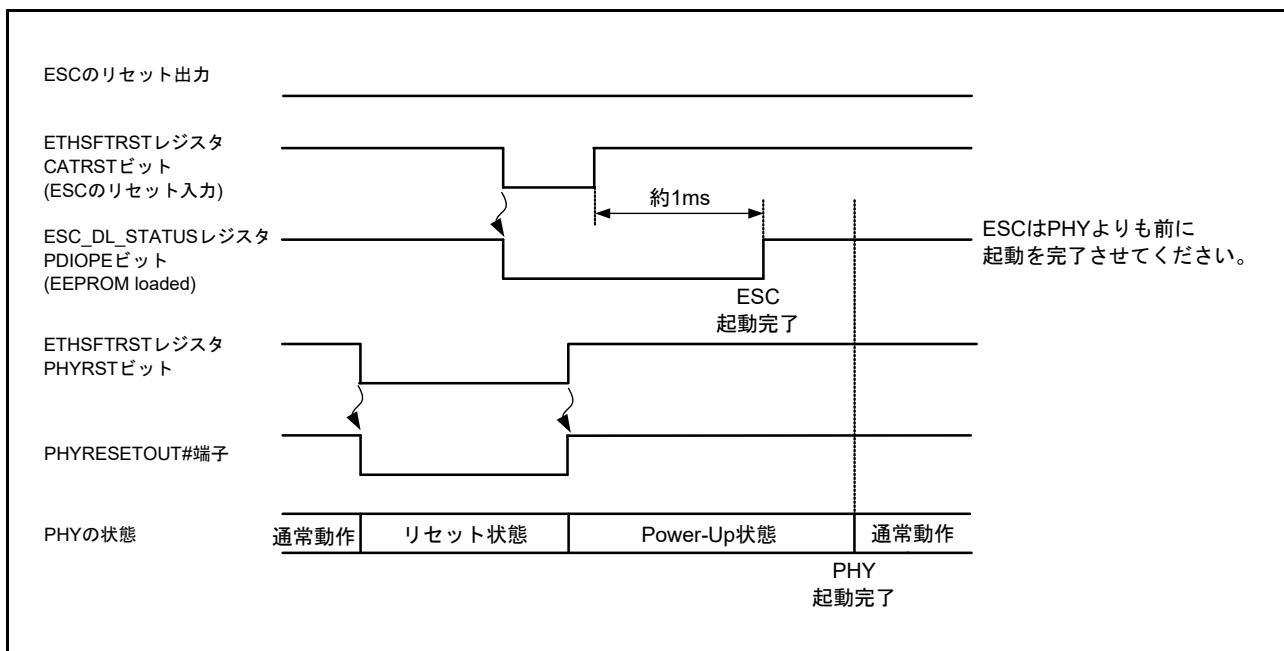 ESCのリセット出力
ETHSFTRSTレジスタ
CATRSTビット
(ESCのリセット入力)
約1ms
ESC_DL_STATUSレジスタ
PDIOPEビット
(EEPROM loaded)
ESCはPHYよりも前に
起動を完了させてください。
ESC
起動完了
ETHSFTRSTレジスタ
PHYRSTビット
PHYRESETOUT#端子
PHYの状態
通常動作
リセット状態
Power-Up状態
通常動作
PHY
起動完了